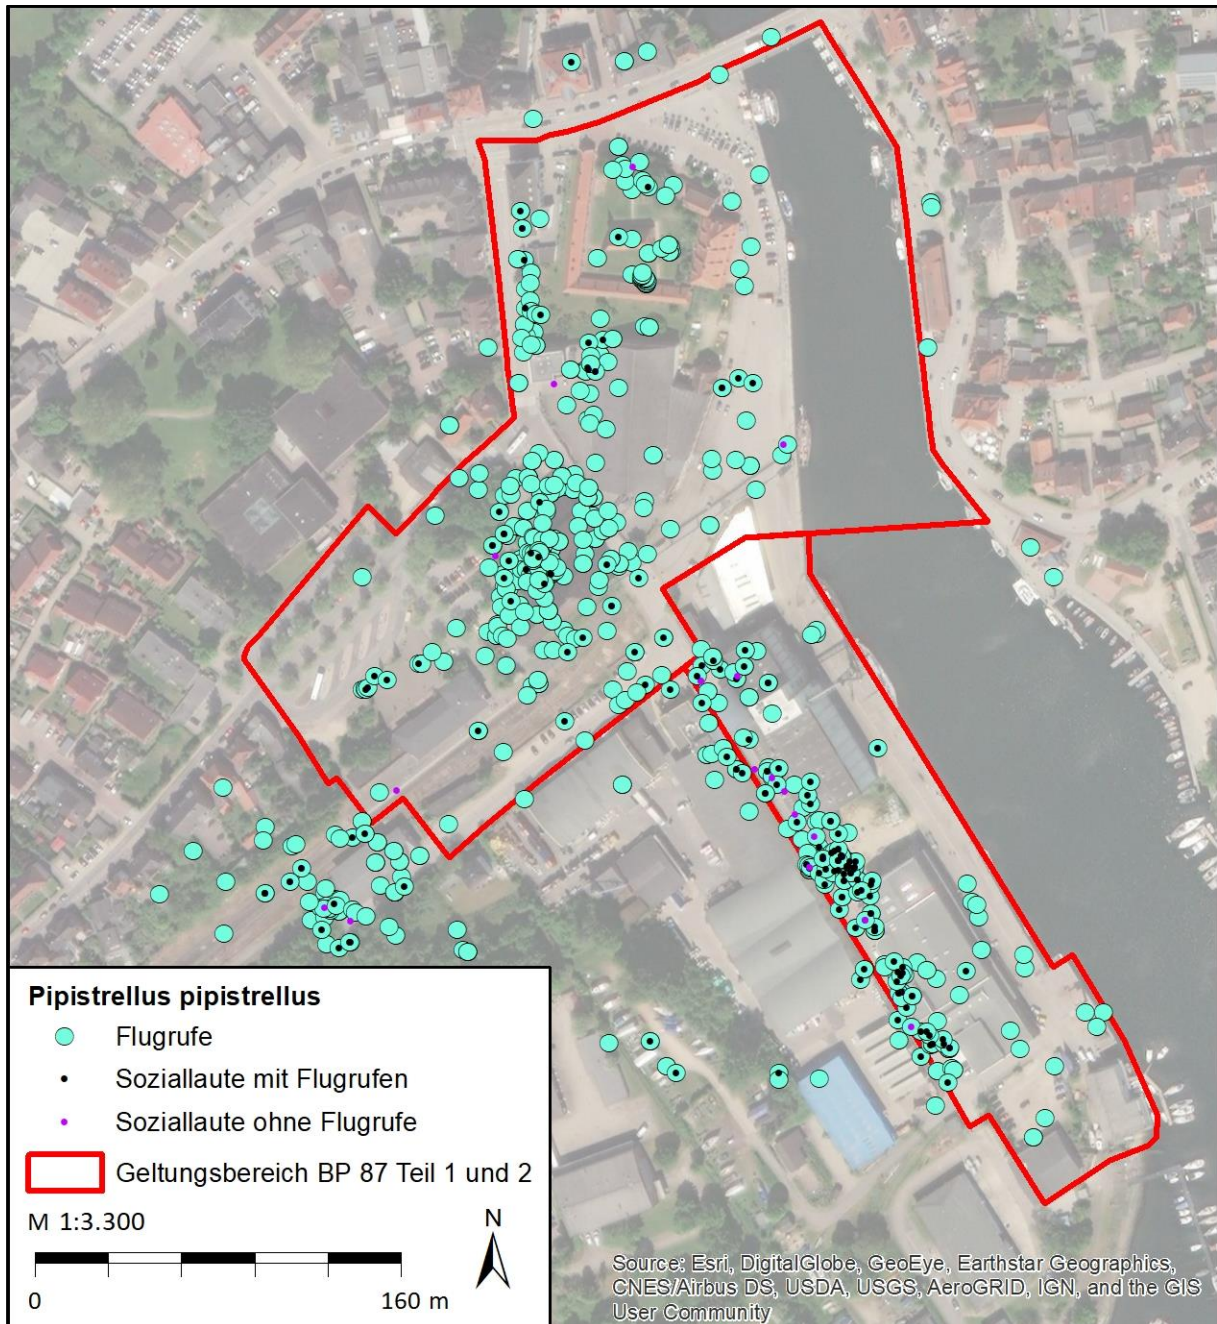 Pipistrellus pipistrellus
Flugrufe
Soziallaute mit Flugrufen
Soziallaute ohne Flugrufe
Geltungsbereich BP 87 Teil 1 und 2
M 1:3.300
N
0 160 m
Source: Esri, DigitalGlobe, GeoEye, Earthstar Geographics,
CNES/Airbus DS, USDA, USGS, AeroGRID, IGN, and the GIS
User Community